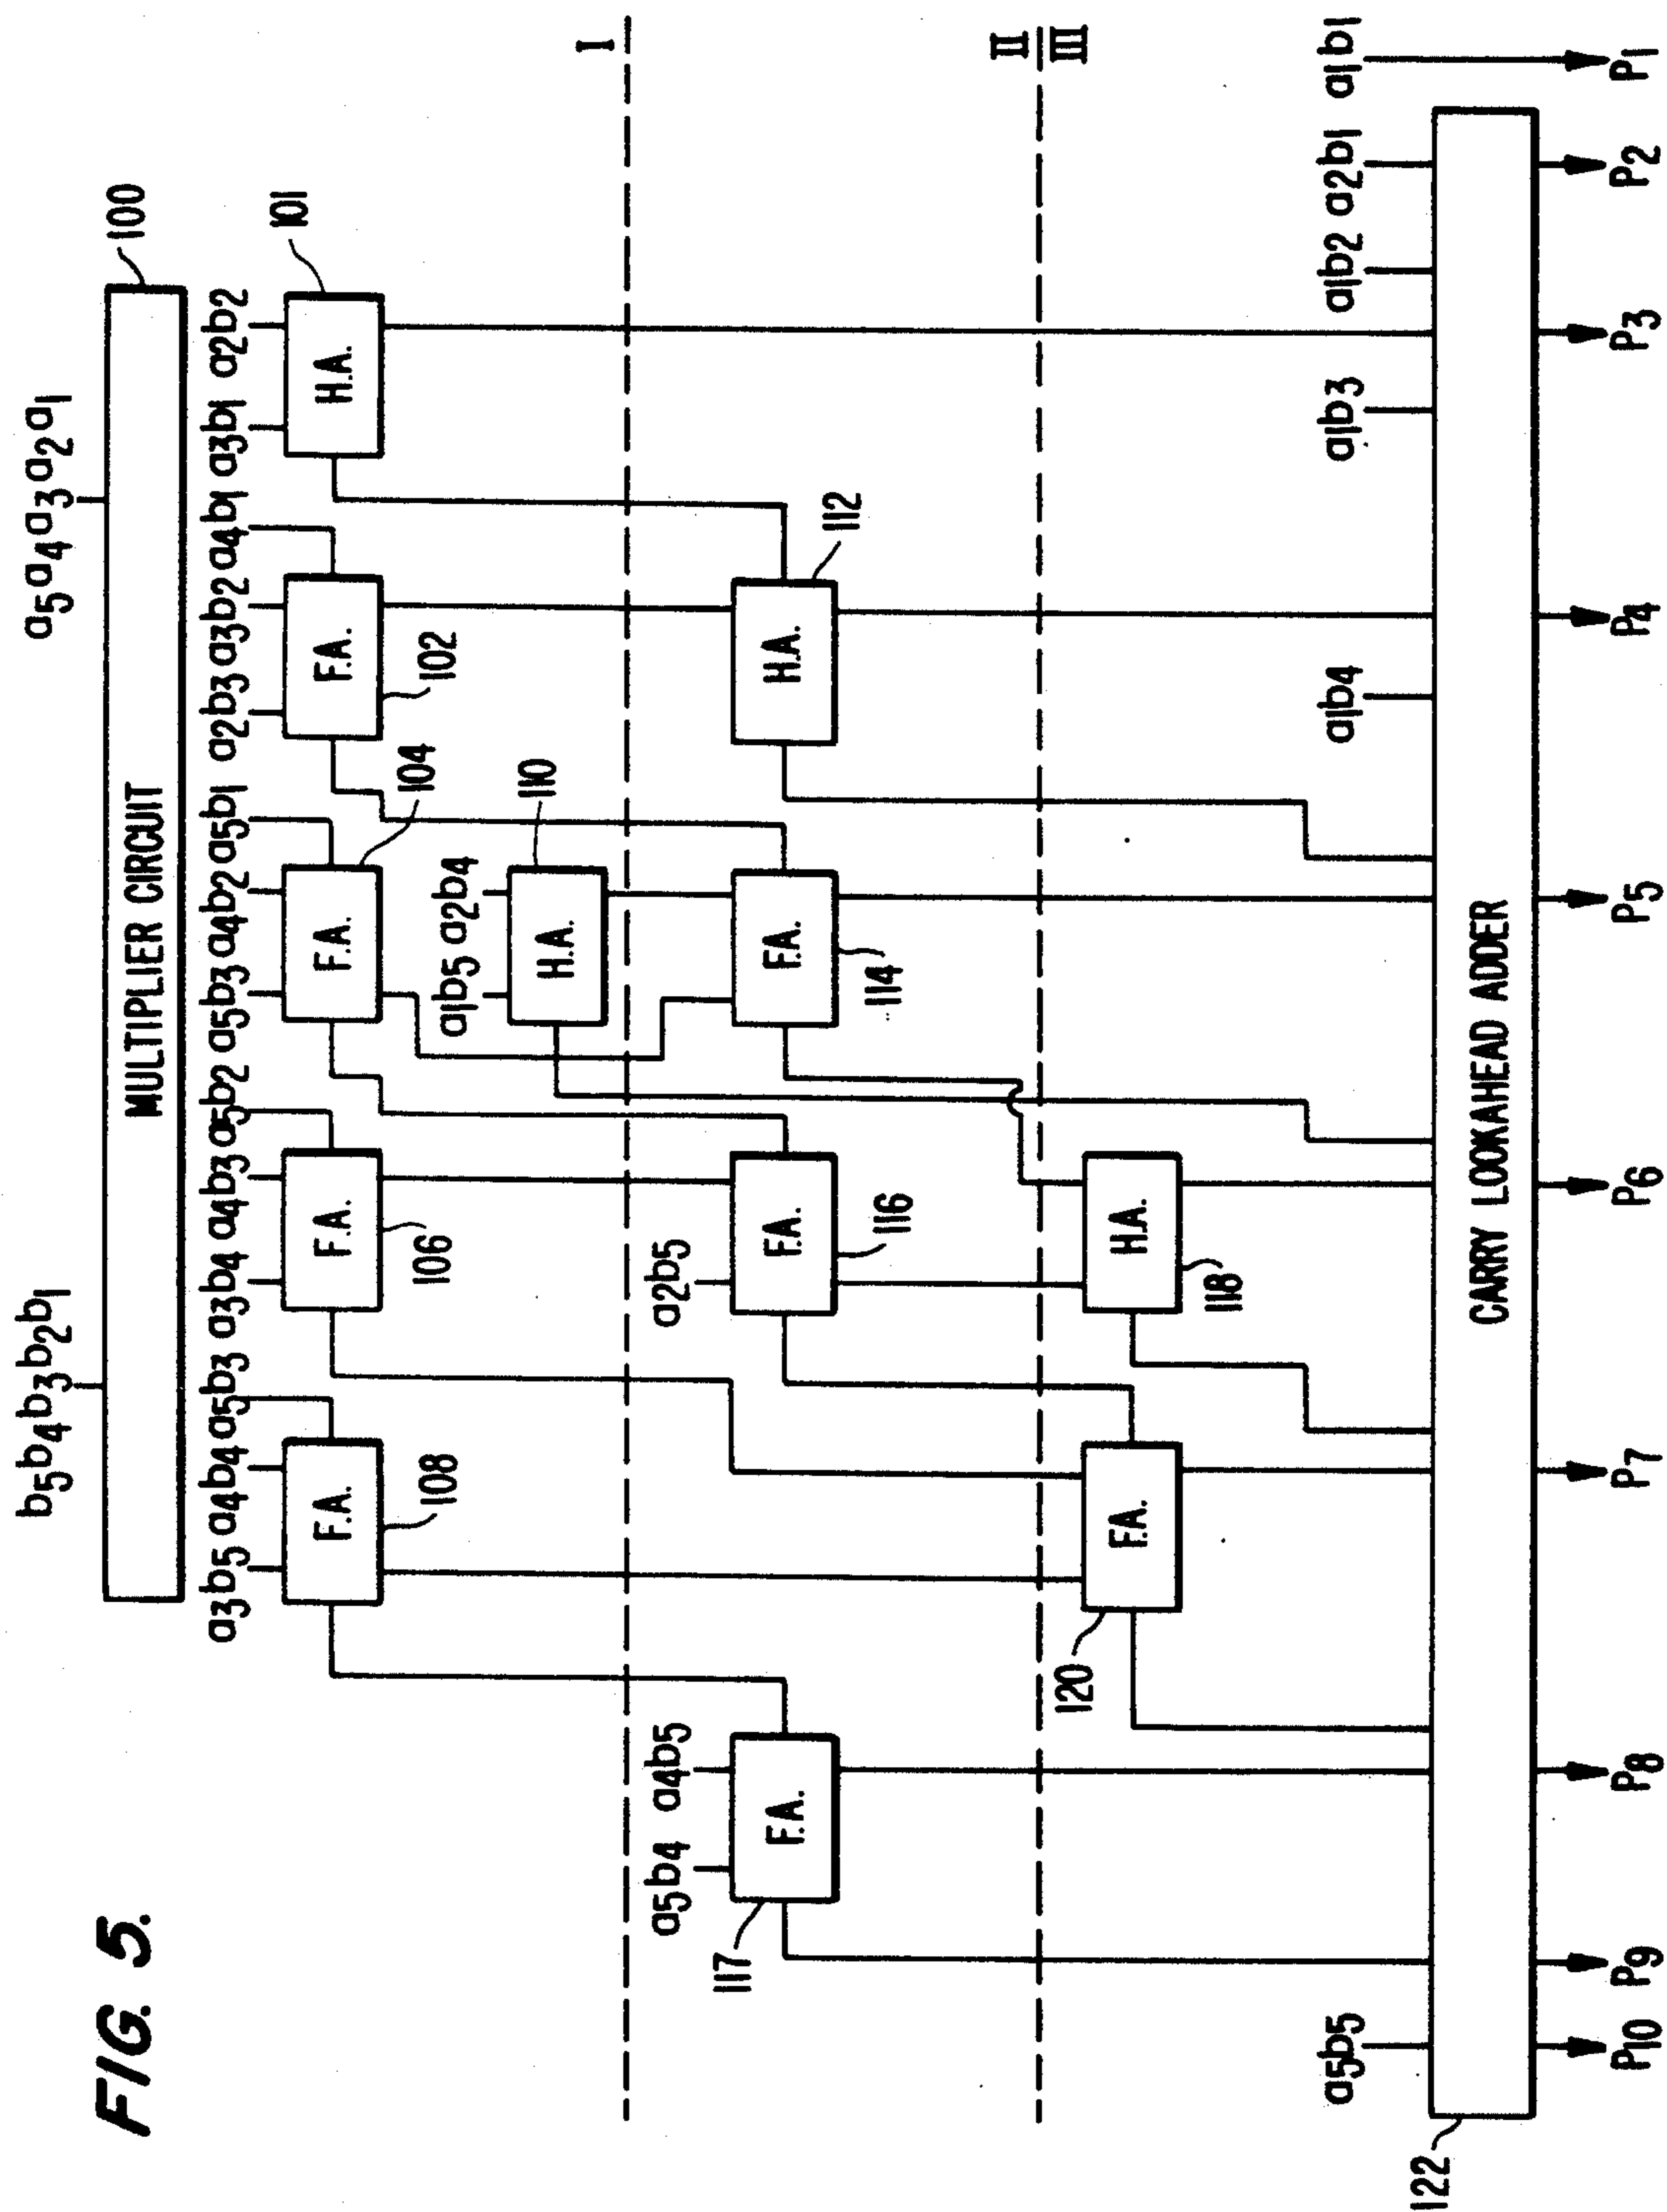 FIG. 5.
b5b4b3b2b1
a5a4a3a2a1
MULTIPLIER CIRCUIT
100
a3b5 a4b4 a5b3 a3b4 a4b3 a5b2 a5b3 a4b2 a5b1 a2b3 a3b2 a4b1 a3b1 a2b2
F.A.
108
F.A.
106
F.A.
104
F.A.
102
H.A.
101
a1b5 a2b4
H.A.
110
I
a5b4 a4b5
F.A.
117
a2b5
F.A.
116
F.A.
114
H.A.
112
II
III
F.A.
120
H.A.
118
a5b5 a1b4 a1b3 a1b2 a2b1 a1b1
CARRY LOOKAHEAD ADDER
122
P10 P9 P8 P7 P6 P5 P4 P3 P2 P1